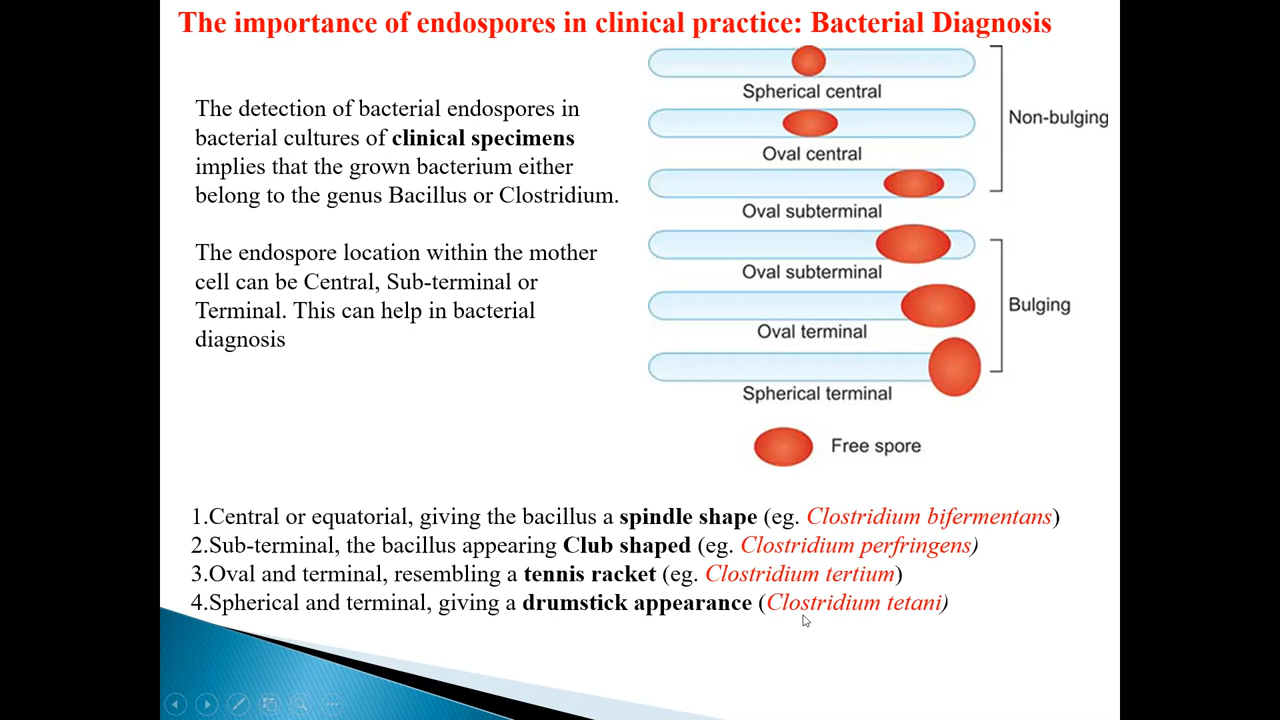 The importance of endospores in clinical practice: Bacterial Diagnosis
The detection of bacterial endospores in
bacterial cultures of clinical specimens
implies that the grown bacterium either
belong to the genus Bacillus or Clostridium.
The endospore location within the mother
cell can be Central, Sub-terminal or
Terminal. This can help in bacterial
diagnosis
Spherical central
Oval central
Oval subterminal
Non-bulging
Oval subterminal
Oval terminal
Spherical terminal
Bulging
Free spore
1.Central or equatorial, giving the bacillus a spindle shape (eg. Clostridium bifermentans)
2.Sub-terminal, the bacillus appearing Club shaped (eg. Clostridium perfringens)
3.Oval and terminal, resembling a tennis racket (eg. Clostridium tertium)
4.Spherical and terminal, giving a drumstick appearance (Clostridium tetani)